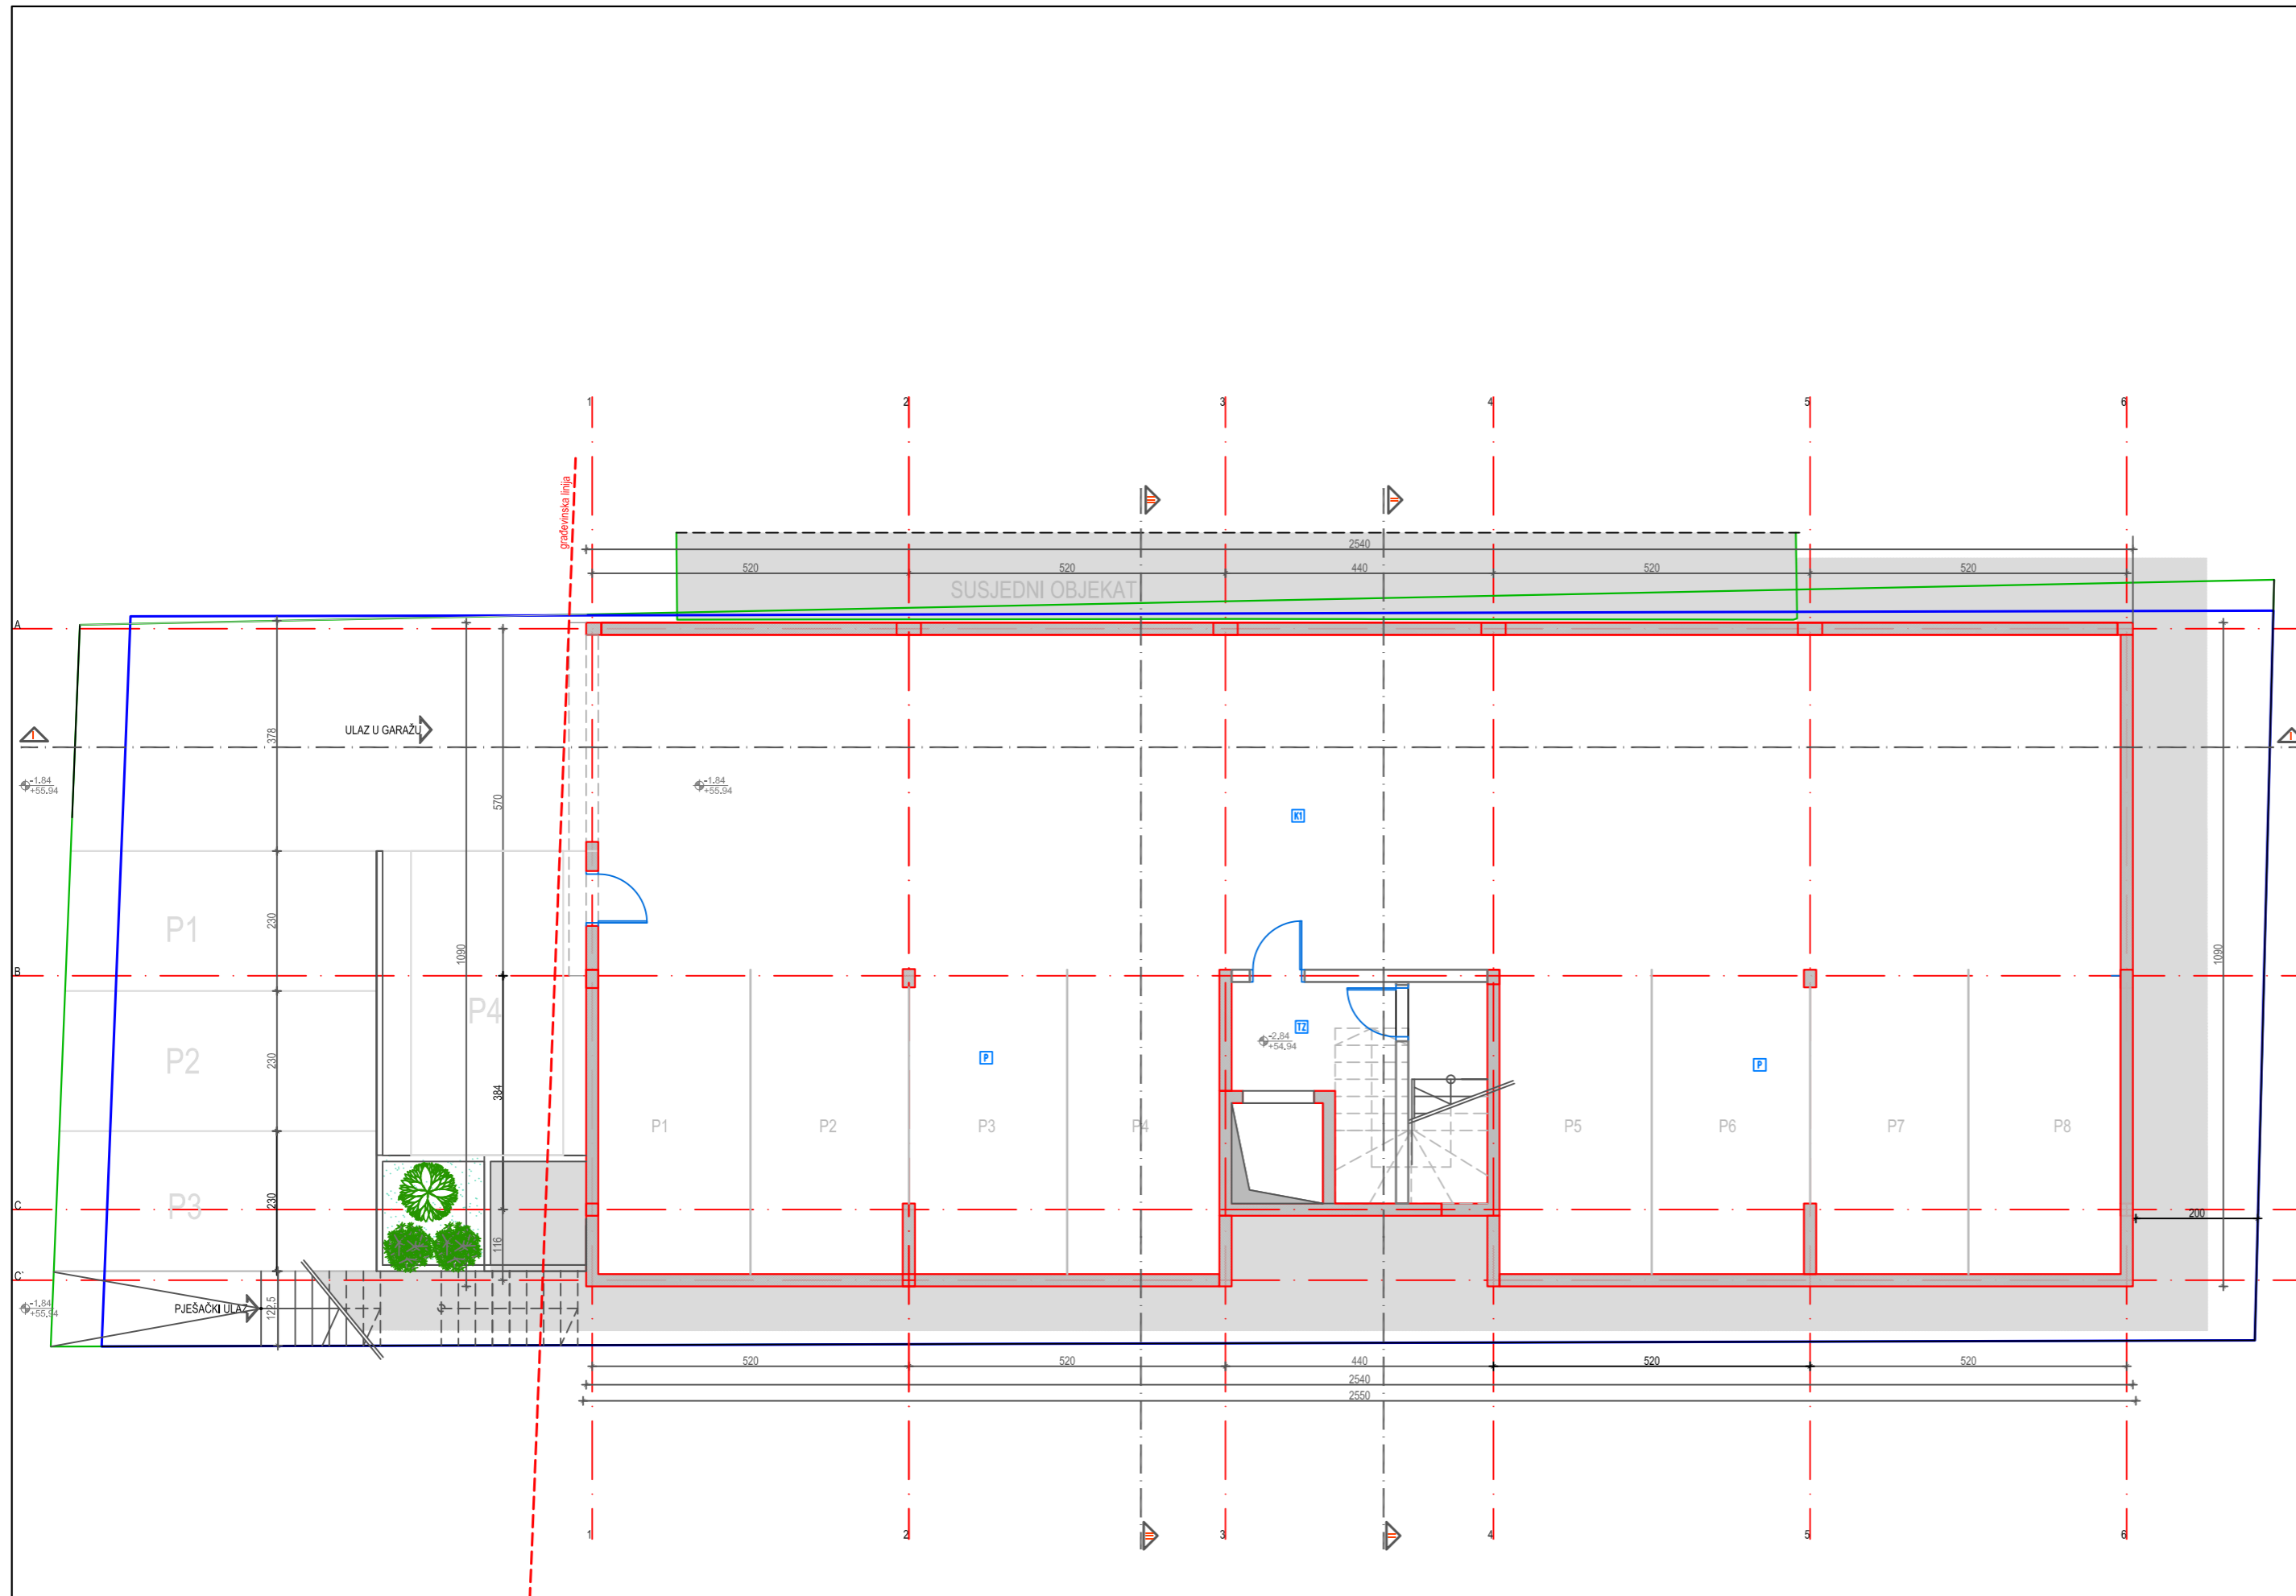 1 2 3 4 5 6
građevinska linija
2540
520 520 440 520 520
SUSJEDNI OBJEKAT
A
378
ULAZ U GARAŽU
I I
-1.84
+55.94
-1.84
+55.94
570
K1
P1
230
1090
1090
B
P4
P2
230
TZ
-2.84
+54.94
P
P
384
P1 P2 P3 P4 P5 P6 P7 P8
P3
230
C
200
116
C'
-1.84
+55.94
PJEŠAČKI ULAZ
122.5
520 520 440 520 520
2540
2550
1 2 3 4 5 6